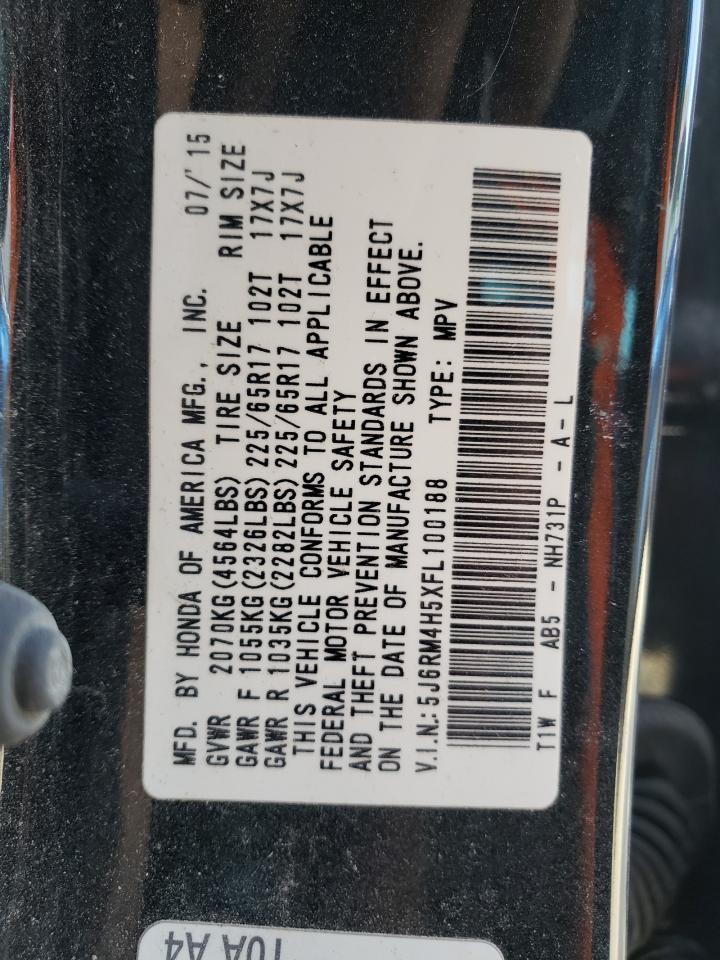 MFD. BY HONDA OF AMERICA MFG., INC. 07/'15
GVWR 2070KG(4564LBS) TIRE SIZE RIM SIZE
GAWR F 1055KG(2326LBS) 225/65R17 102T 17X7J
GAWR R 1035KG(2282LBS) 225/65R17 102T 17X7J
THIS VEHICLE CONFORMS TO ALL APPLICABLE
FEDERAL MOTOR VEHICLE SAFETY
AND THEFT PREVENTION STANDARDS IN EFFECT
ON THE DATE OF MANUFACTURE SHOWN ABOVE.
V.I.N.: 5J6RM4H5XFL100188 TYPE: MPV
T1W F AB5 - NH731P - A- L
T0A A4